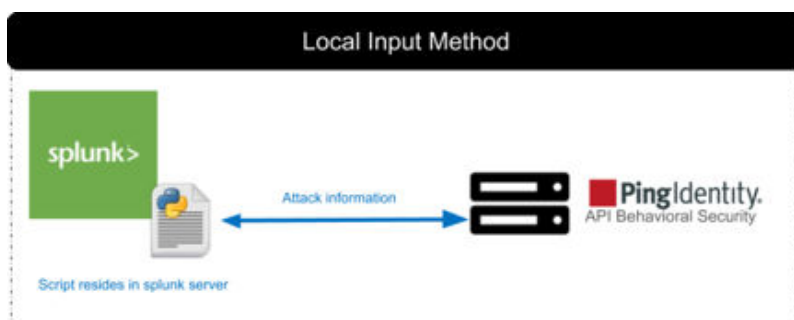 Local Input Method
splunk>
Attack information
PingIdentity.
API Behavioral Security
Script resides in splunk server